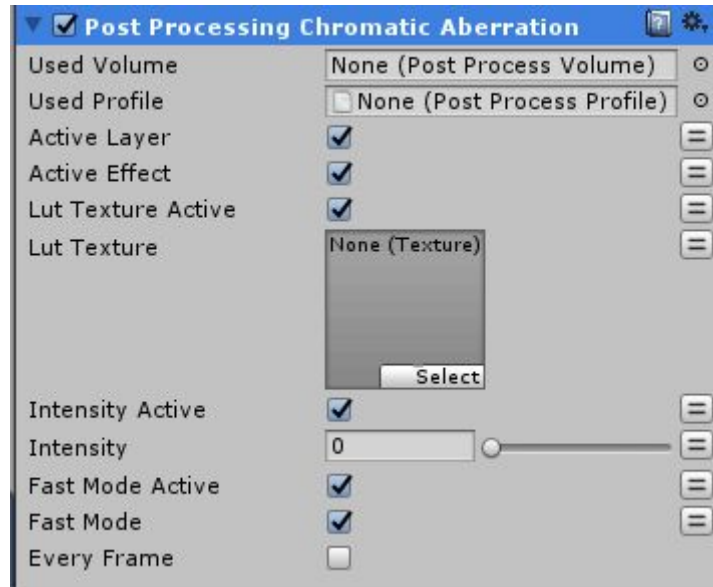 Post Processing Chromatic Aberration
Used Volume None (Post Process Volume)
Used Profile None (Post Process Profile)
Active Layer
Active Effect
Lut Texture Active
Lut Texture None (Texture)
Select
Intensity Active
Intensity 0
Fast Mode Active
Fast Mode
Every Frame